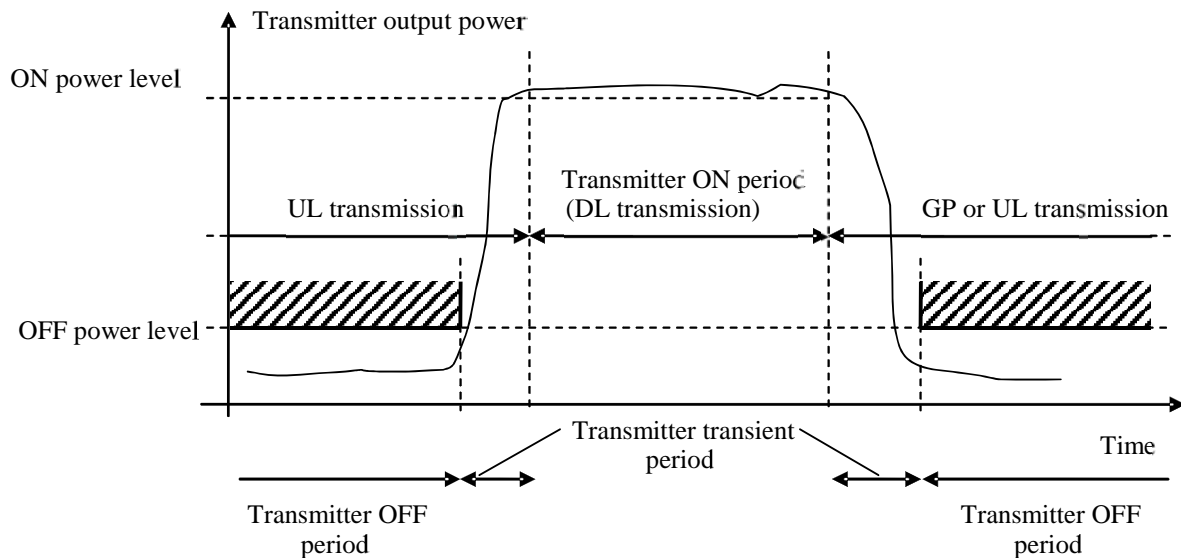 Transmitter output power
ON power level
Transmitter ON period
(DL transmission)
UL transmission
GP or UL transmission
OFF power level
Transmitter transient
period
Time
Transmitter OFF
period
Transmitter OFF
period